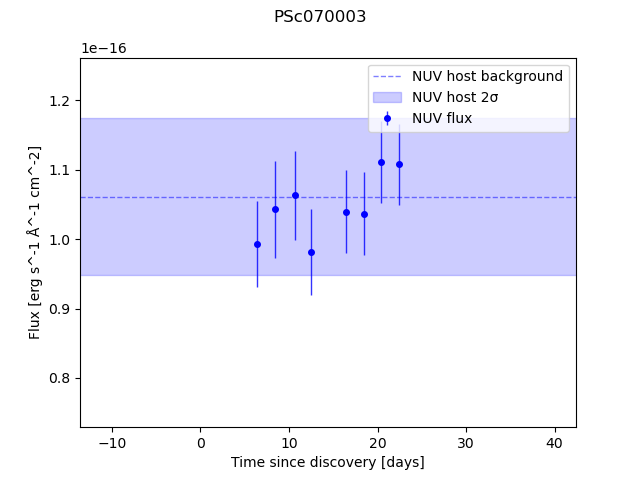 PSc070003
1e−16
NUV host background
NUV host 2σ
NUV flux
1.2
1.1
1.0
0.9
0.8
Flux [erg s^-1 Å^-1 cm^-2]
−10 0 10 20 30 40
Time since discovery [days]